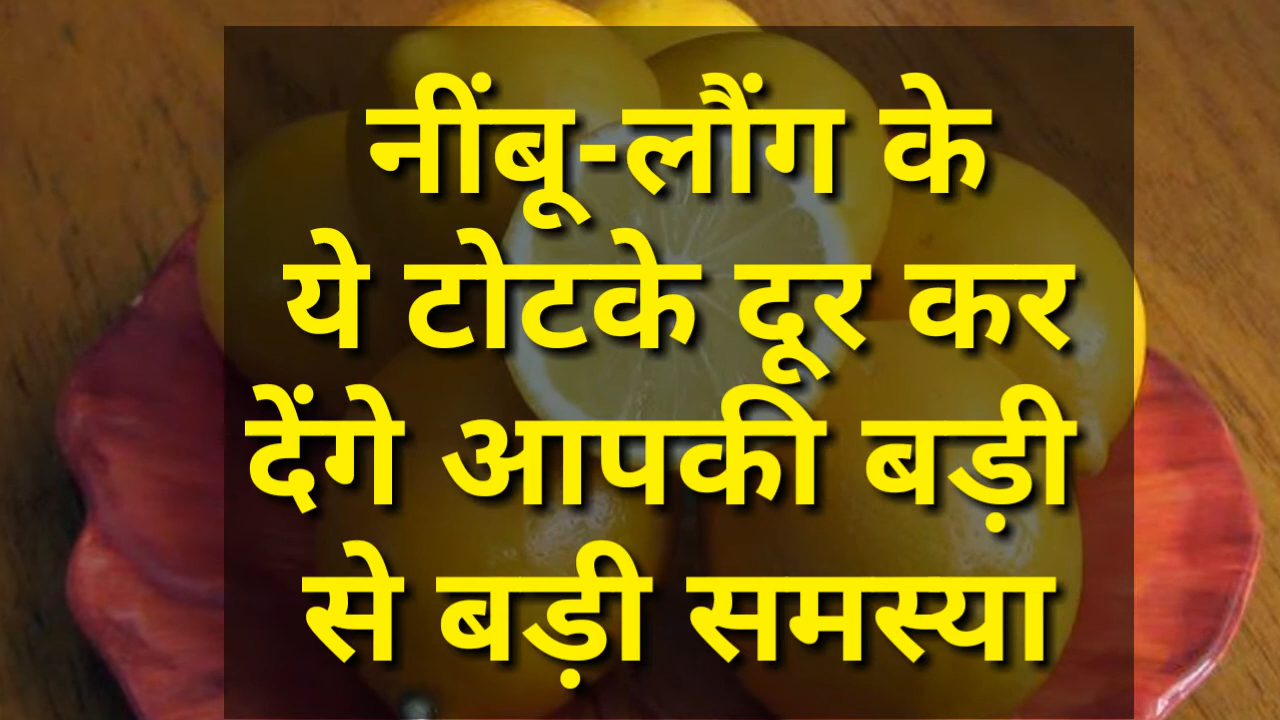 नींबू-लौंग के
ये टोटके दूर कर
देंगे आपकी बड़ी
से बड़ी समस्या